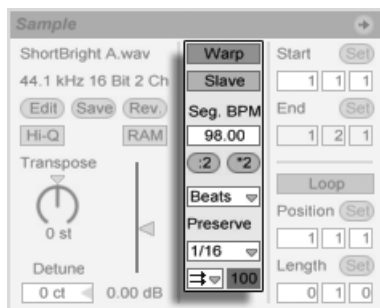 Sample
ShortBright A.wav
44.1 kHz 16 Bit 2 Ch
Edit Save Rev.
Hi-Q RAM
Transpose
0 st
Detune
0 ct 0.00 dB
Warp
Slave
Seg. BPM
98.00
:2 *2
Beats
Preserve
1/16
100
Start Set
1 1 1
End Set
1 2 1
Loop
Position Set
1 1 1
Length Set
0 1 0